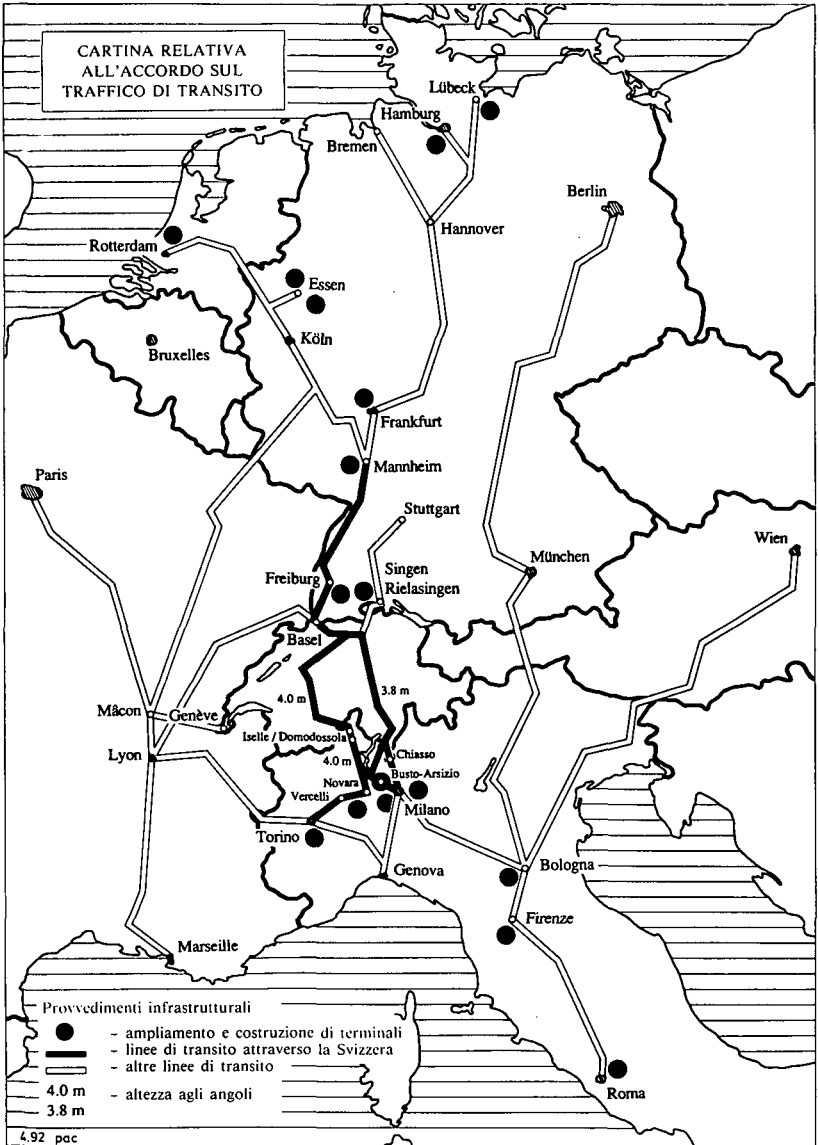 CARTINA RELATIVA
ALL'ACCORDO SUL
TRAFFICO DI TRANSITO
Lübeck
Hamburg
Bremen
Berlin
Hannover
Rotterdam
Essen
Köln
Bruxelles
Frankfurt
Mannheim
Paris
Stuttgart
Wien
München
Singen
Rielasingen
Freiburg
Basel
3.8 m
4.0 m
Mâcon
Genève
Iselle / Domodossola
Chiasso
Lyon
4.0 m
Busto-Arsizio
Novara
Vercelli
Milano
Torino
Genova
Bologna
Firenze
Marseille
Roma
Provvedimenti infrastrutturali
- ampliamento e costruzione di terminali
- linee di transito attraverso la Svizzera
- altre linee di transito
4.0 m - altezza agli angoli
3.8 m
4.92 pac